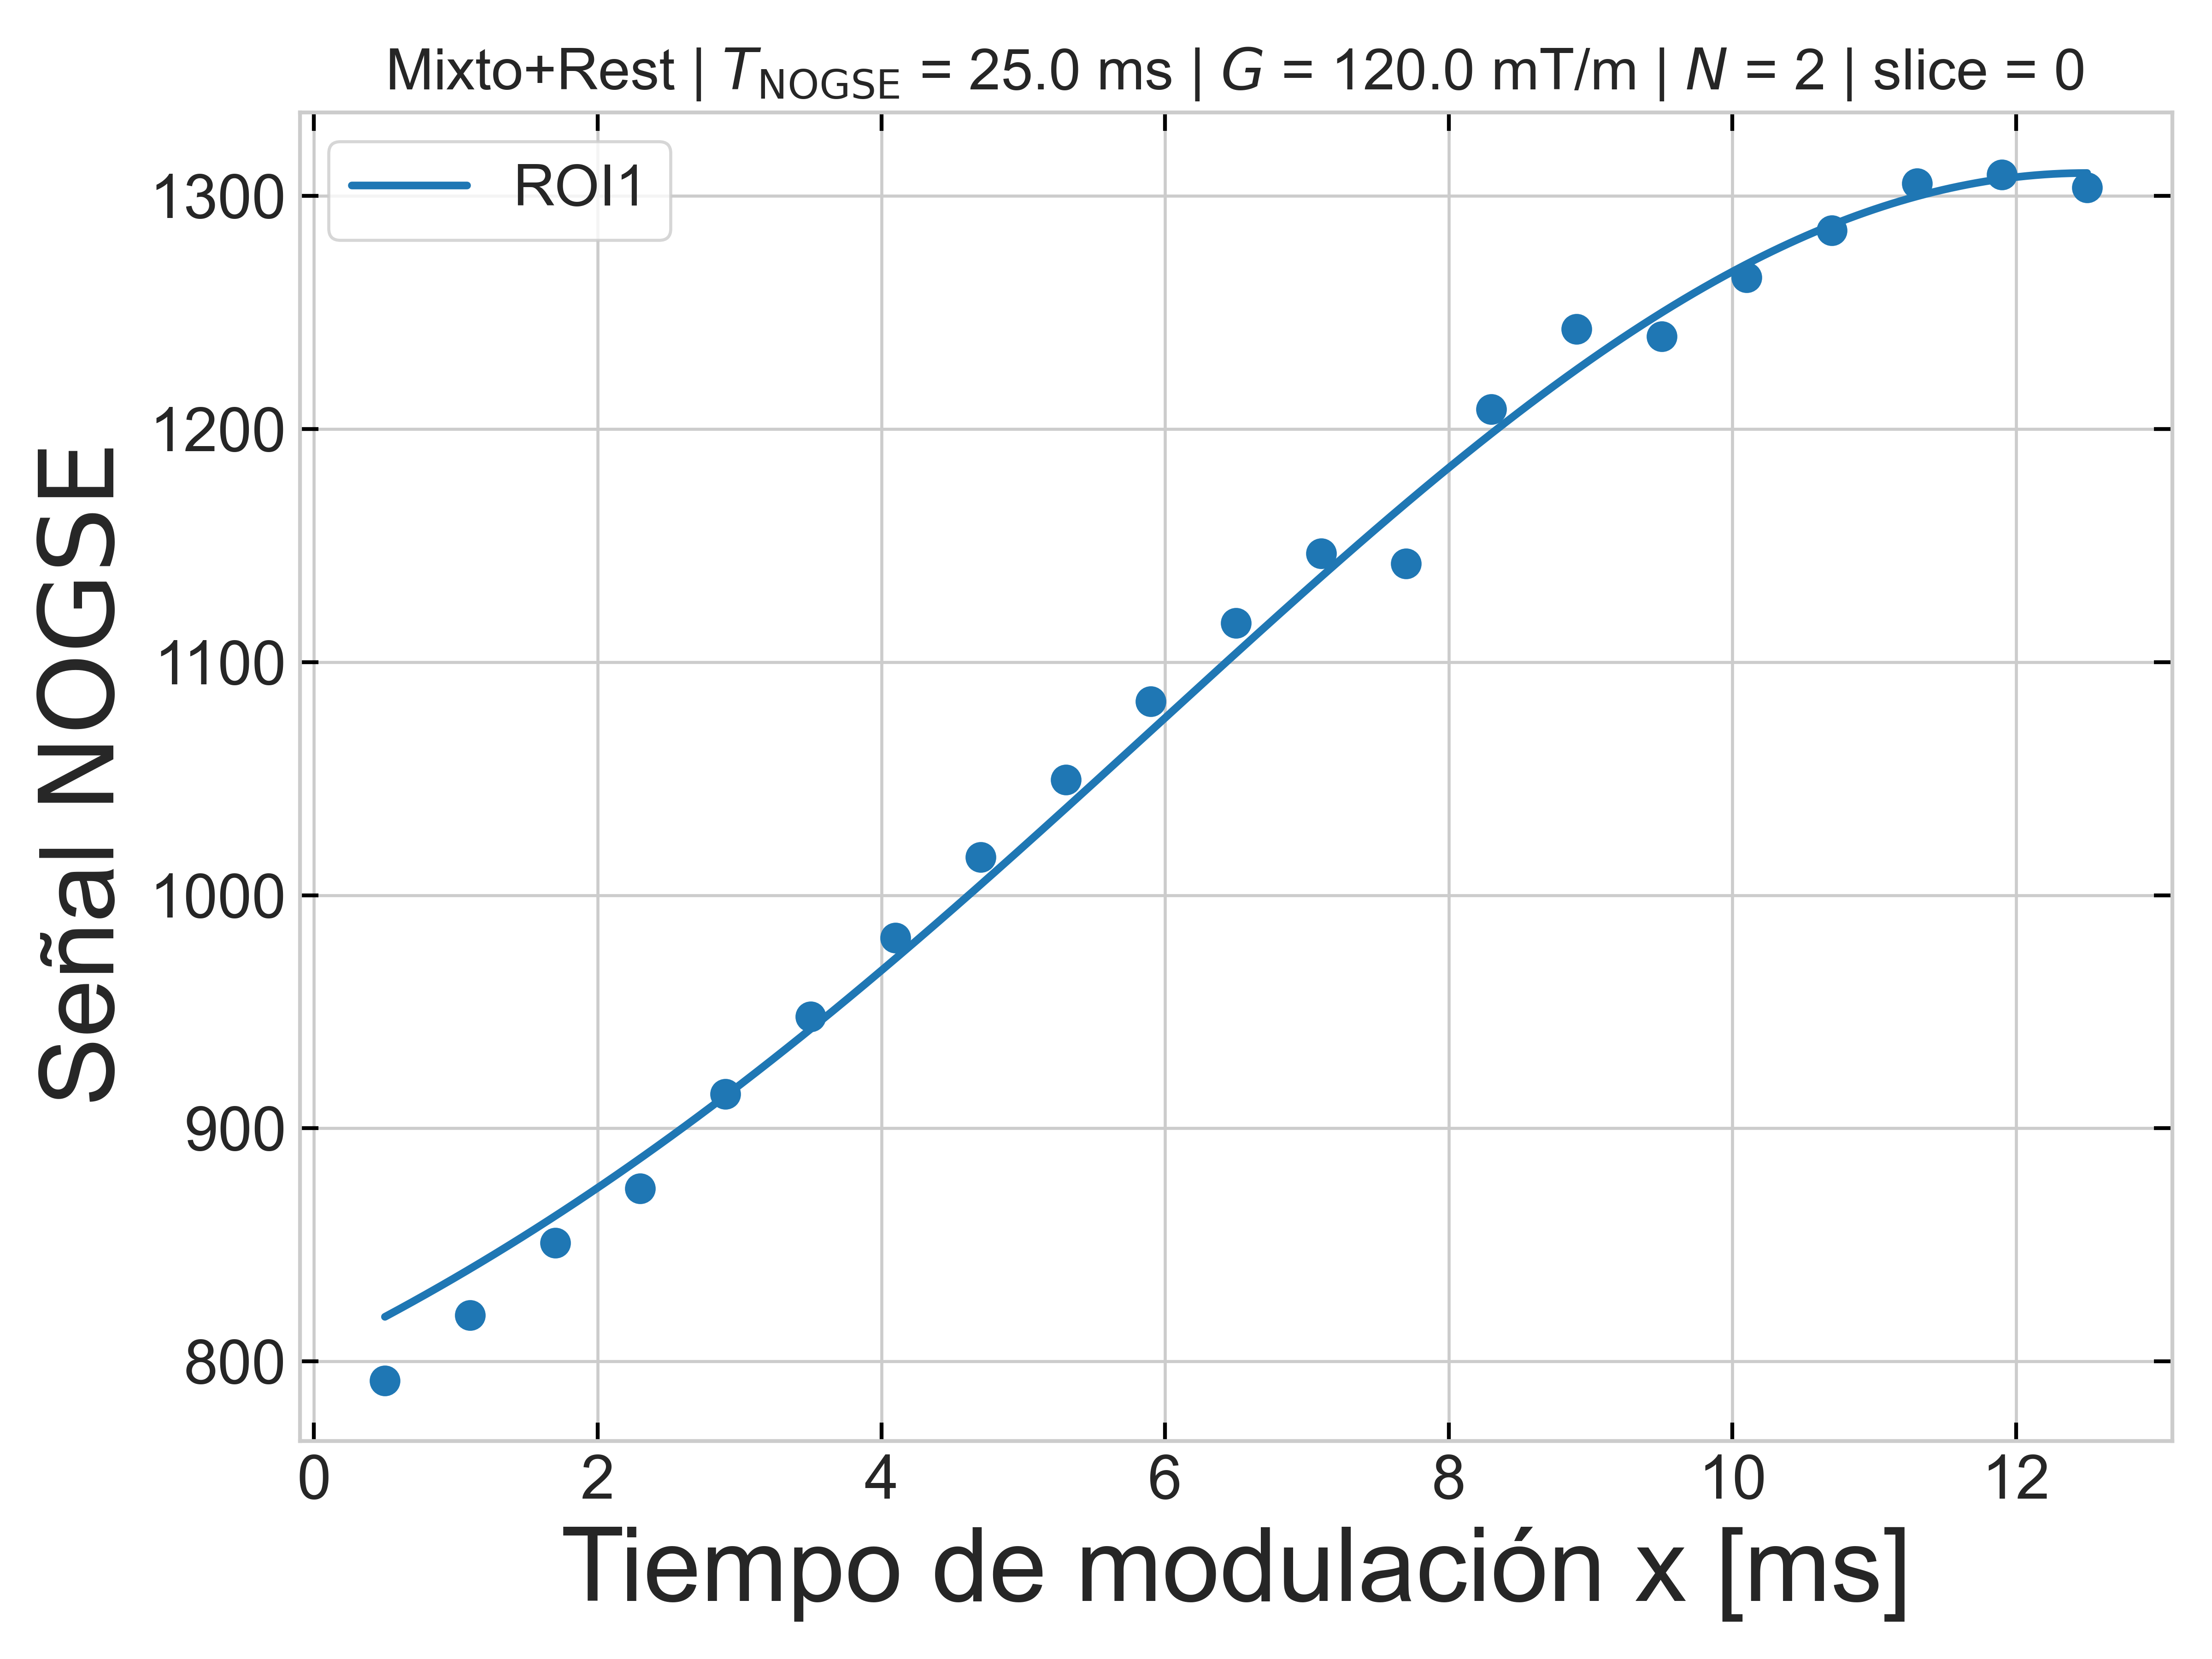 Mixto+Rest | T_NOGSE = 25.0 ms | G = 120.0 mT/m | N = 2 | slice = 0
ROI1
1300
1200
1100
1000
900
800
Señal NOGSE
0 2 4 6 8 10 12
Tiempo de modulación x [ms]